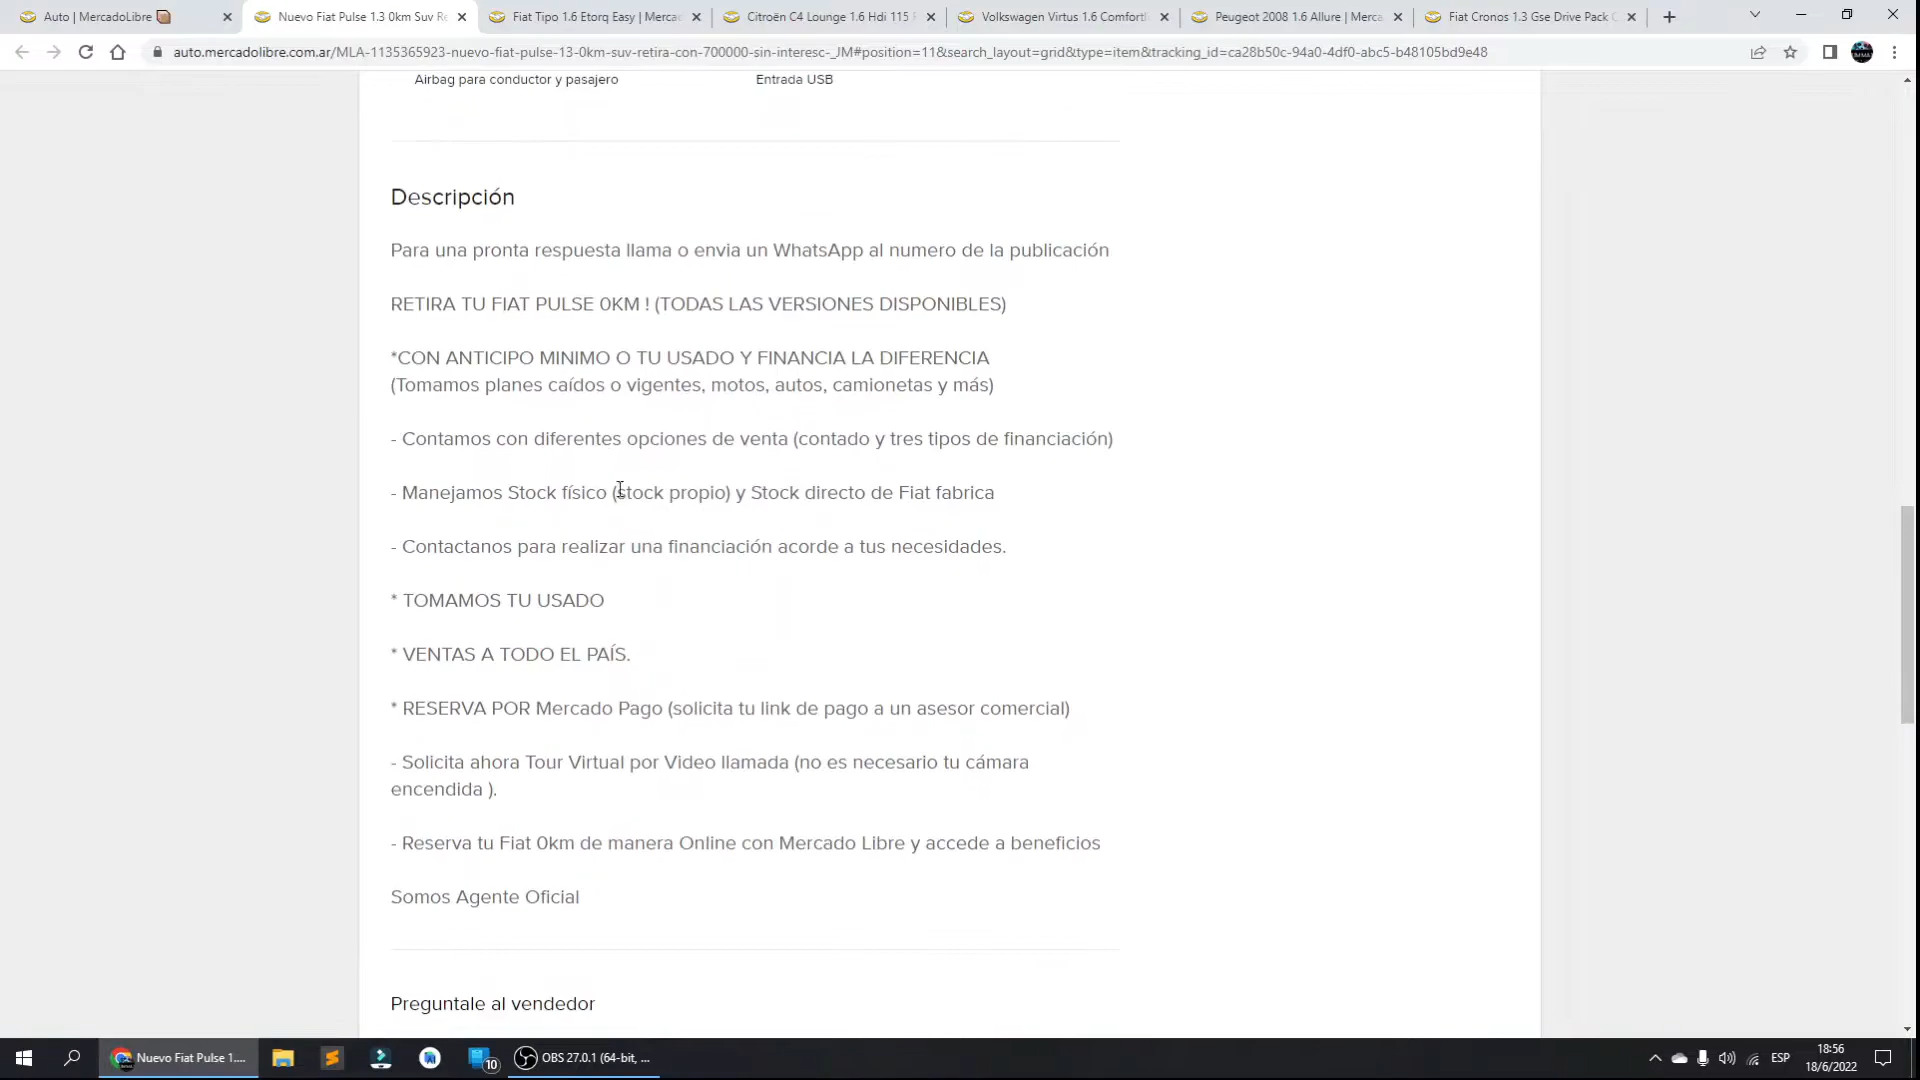 Auto | MercadoLibre
Nuevo Fiat Pulse 1.3 0km Suv Re
Fiat Tipo 1.6 Etorq Easy | Mercad
Citroën C4 Lounge 1.6 Hdi 115 F
Volkswagen Virtus 1.6 Comfortl
Peugeot 2008 1.6 Allure | Merca
Fiat Cronos 1.3 Gse Drive Pack C
auto.mercadolibre.com.ar/MLA-1135365923-nuevo-fiat-pulse-13-0km-suv-retira-con-700000-sin-interesc-_JM#position=11&search_layout=grid&type=item&tracking_id=ca28b50c-94a0-4df0-abc5-b48105bd9e48
Airbag para conductor y pasajero
Entrada USB
Descripción
Para una pronta respuesta llama o envia un WhatsApp al numero de la publicación
RETIRA TU FIAT PULSE 0KM ! (TODAS LAS VERSIONES DISPONIBLES)
*CON ANTICIPO MINIMO O TU USADO Y FINANCIA LA DIFERENCIA
(Tomamos planes caídos o vigentes, motos, autos, camionetas y más)
- Contamos con diferentes opciones de venta (contado y tres tipos de financiación)
- Manejamos Stock físico (stock propio) y Stock directo de Fiat fabrica
- Contactanos para realizar una financiación acorde a tus necesidades.
* TOMAMOS TU USADO
* VENTAS A TODO EL PAÍS.
* RESERVA POR Mercado Pago (solicita tu link de pago a un asesor comercial)
- Solicita ahora Tour Virtual por Video llamada (no es necesario tu cámara
encendida ).
- Reserva tu Fiat 0km de manera Online con Mercado Libre y accede a beneficios
Somos Agente Oficial
Preguntale al vendedor
Nuevo Fiat Pulse 1....
10
OBS 27.0.1 (64-bit, ...
ESP
18:56
18/6/2022